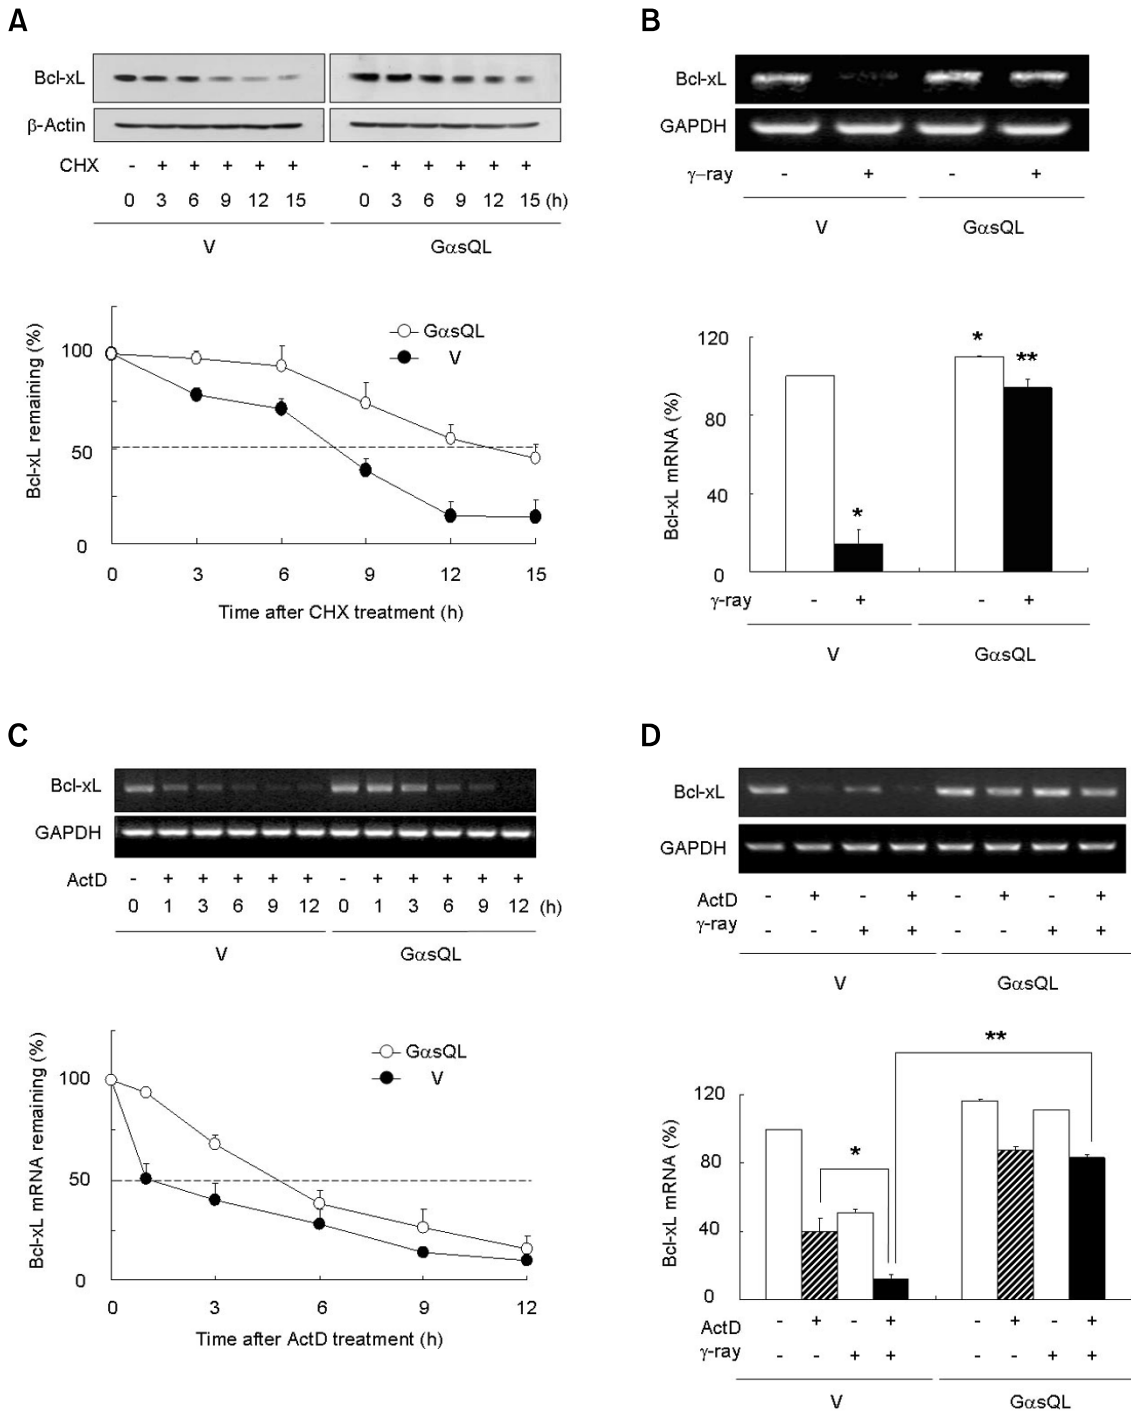 A
Bcl-xL
β-Actin
CHX - + + + + + - + + + + +
0 3 6 9 12 15 0 3 6 9 12 15 (h)
V GαsQL
Bcl-xL remaining (%)
100
50
0
GαsQL
V
0 3 6 9 12 15
Time after CHX treatment (h)
B
Bcl-xL
GAPDH
γ-ray - + - +
V GαsQL
Bcl-xL mRNA (%)
120
80
40
0
* * **
γ-ray - + - +
V GαsQL
C
Bcl-xL
GAPDH
ActD - + + + + + - + + + + +
0 1 3 6 9 12 0 1 3 6 9 12 (h)
V GαsQL
Bcl-xL mRNA remaining (%)
100
50
0
GαsQL
V
0 3 6 9 12
Time after ActD treatment (h)
D
Bcl-xL
GAPDH
ActD - + - + - + - +
γ-ray - - + + - - + +
V GαsQL
Bcl-xL mRNA (%)
120
80
40
0
* **
ActD - + - + - + - +
γ-ray - - + + - - + +
V GαsQL